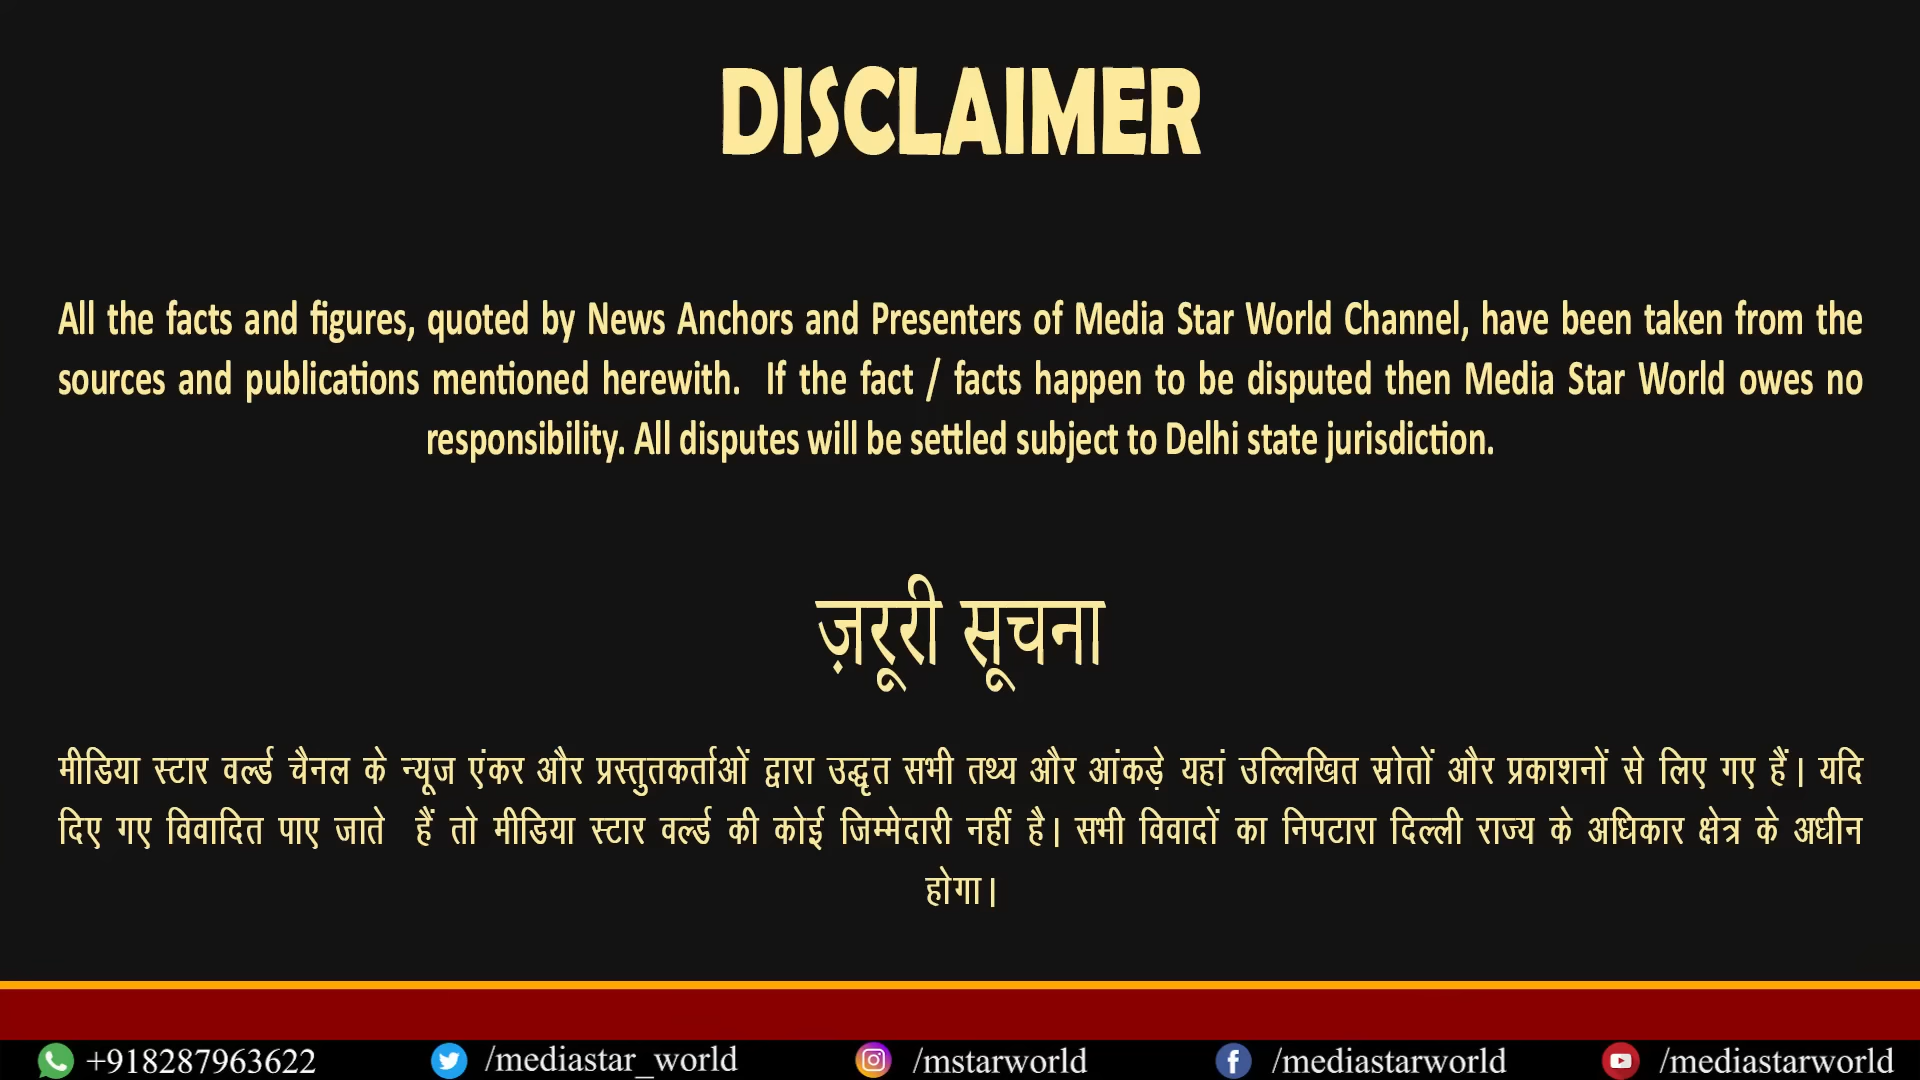 DISCLAIMER
All the facts and figures, quoted by News Anchors and Presenters of Media Star World Channel, have been taken from the
sources and publications mentioned herewith. If the fact / facts happen to be disputed then Media Star World owes no
responsibility. All disputes will be settled subject to Delhi state jurisdiction.
ज़रूरी सूचना
मीडिया स्टार वर्ल्ड चैनल के न्यूज एंकर और प्रस्तुतकर्ताओं द्वारा उद्धृत सभी तथ्य और आंकड़े यहां उल्लिखित स्रोतों और प्रकाशनों से लिए गए हैं। यदि
दिए गए विवादित पाए जाते हैं तो मीडिया स्टार वर्ल्ड की कोई जिम्मेदारी नहीं है। सभी विवादों का निपटारा दिल्ली राज्य के अधिकार क्षेत्र के अधीन
होगा।
+918287963622 /mediastar_world /mstarworld /mediastarworld /mediastarworld